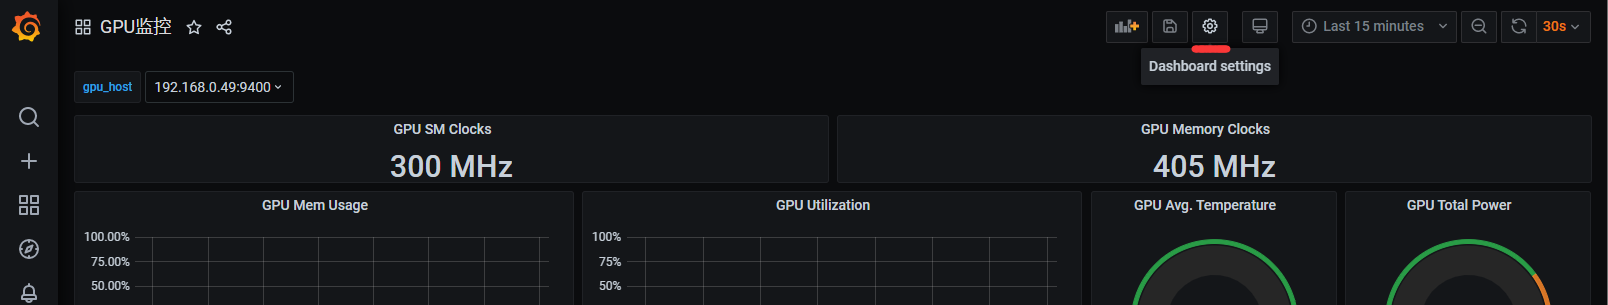 GPU监控
Last 15 minutes
30s
Dashboard settings
gpu_host
192.168.0.49:9400
GPU SM Clocks
300 MHz
GPU Memory Clocks
405 MHz
GPU Mem Usage
100.00%
75.00%
50.00%
GPU Utilization
100%
75%
50%
GPU Avg. Temperature
GPU Total Power